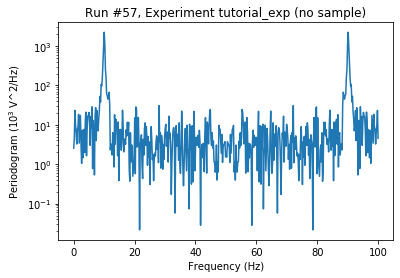 Run #57, Experiment tutorial_exp (no sample)
Periodogram (10³ V^2/Hz)
10³
10²
10¹
10⁰
10⁻¹
0 20 40 60 80 100
Frequency (Hz)